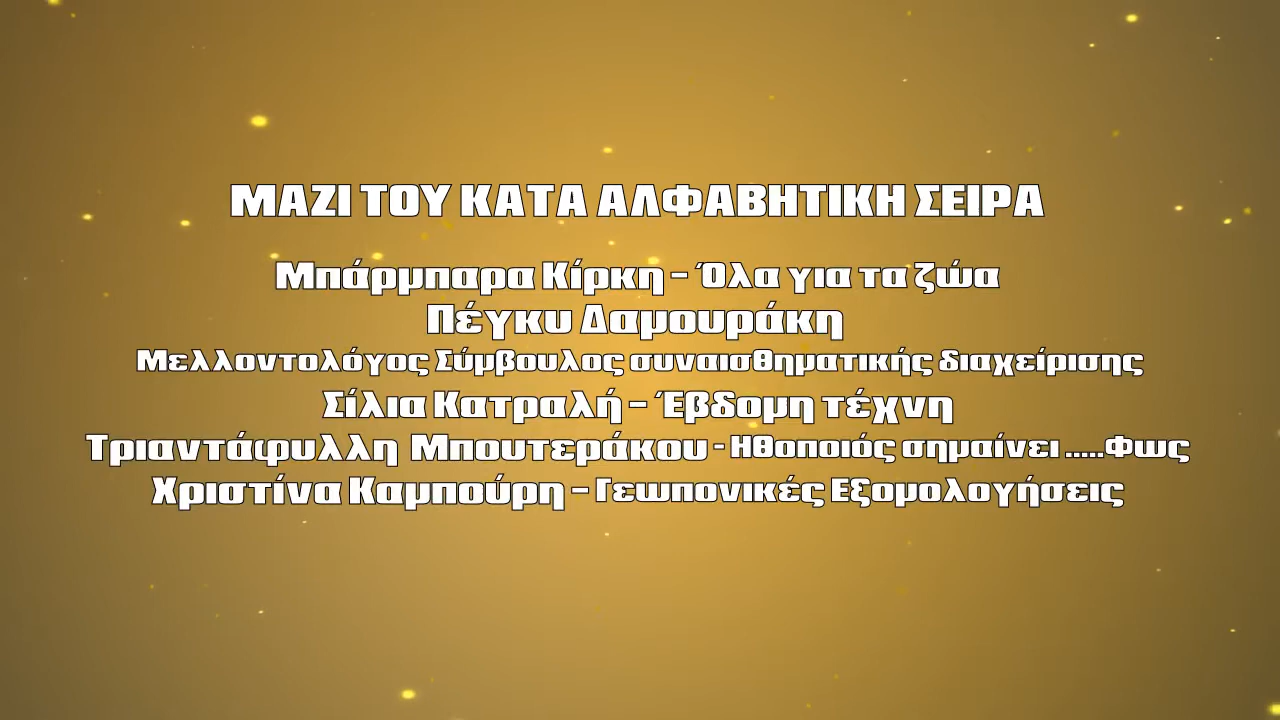 ΜΑΖΙ ΤΟΥ ΚΑΤΑ ΑΛΦΑΒΗΤΙΚΗ ΣΕΙΡΑ
Μπάρμπαρα Κίρκη – Όλα για τα ζώα
Πέγκυ Δαμουράκη
Μελλοντολόγος Σύμβουλος συναισθηματικής διαχείρισης
Σίλια Κατραλή – Έβδομη τέχνη
Τριαντάφυλλη Μπουτεράκου - Ηθοποιός σημαίνει .....Φως
Χριστίνα Καμπούρη – Γεωπονικές Εξομολογήσεις